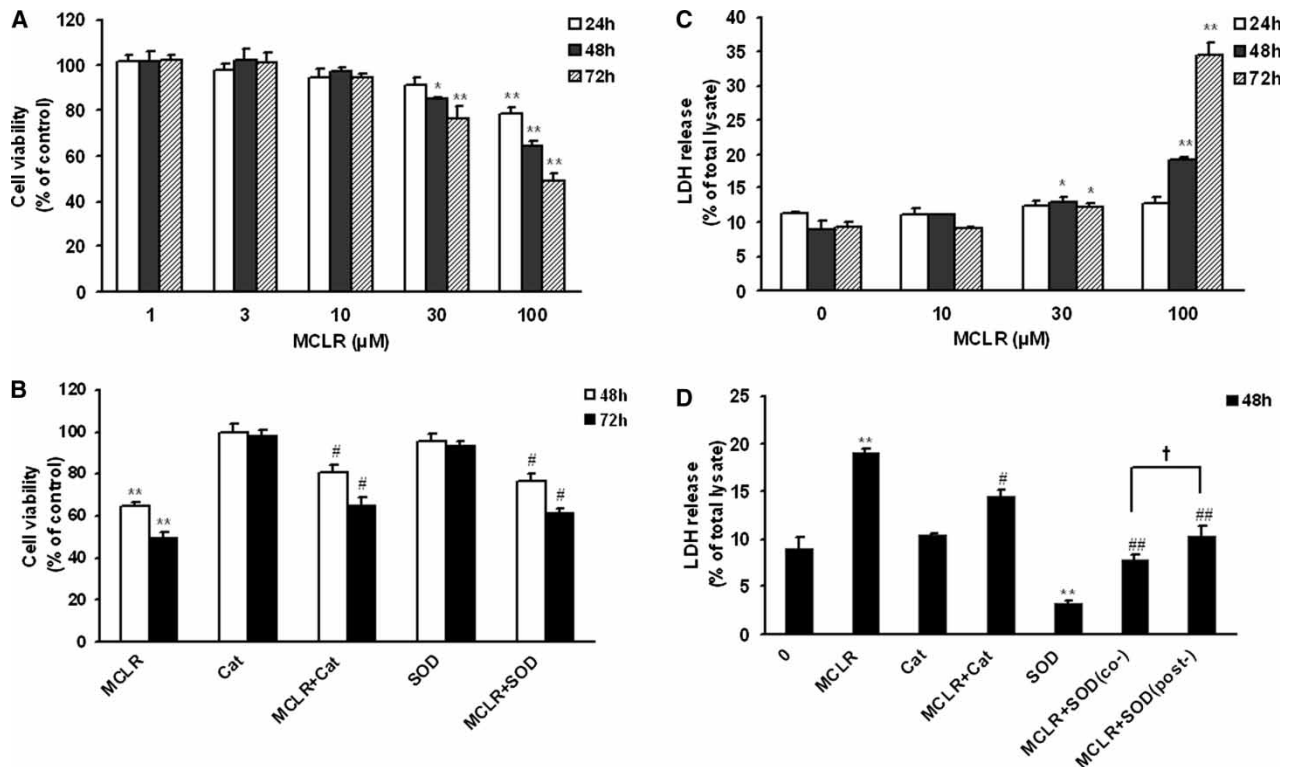 A
120
100
80
60
40
20
0
Cell viability
(% of control)
24h
48h
72h
*
**
**
**
**
1 3 10 30 100
MCLR (µM)
C
40
35
30
25
20
15
10
5
0
LDH release
(% of total lysate)
24h
48h
72h
*
*
**
**
0 10 30 100
MCLR (µM)
B
120
100
80
60
40
20
0
Cell viability
(% of control)
48h
72h
**
**
#
#
#
#
MCLR
Cat
MCLR+Cat
SOD
MCLR+SOD
D
25
20
15
10
5
0
LDH release
(% of total lysate)
48h
**
#
**
##
##
†
0
MCLR
Cat
MCLR+Cat
SOD
MCLR+SOD(co-)
MCLR+SOD(post-)